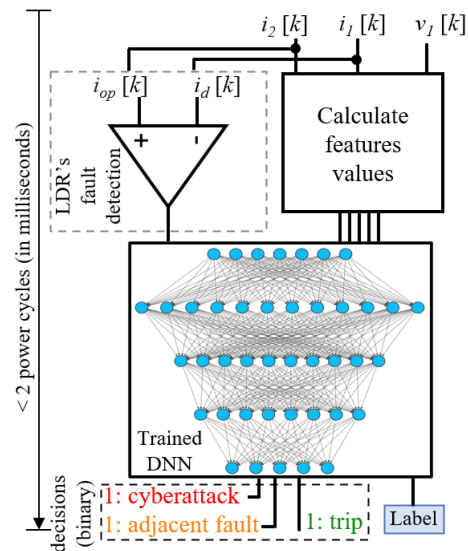 i2 [k]
i1 [k]
v1 [k]
iop [k]
id [k]
+
-
LDR's
fault
detection
Calculate
features
values
< 2 power cycles (in milliseconds)
Trained
DNN
decisions
(binary)
1: cyberattack
1: adjacent fault
1: trip
Label